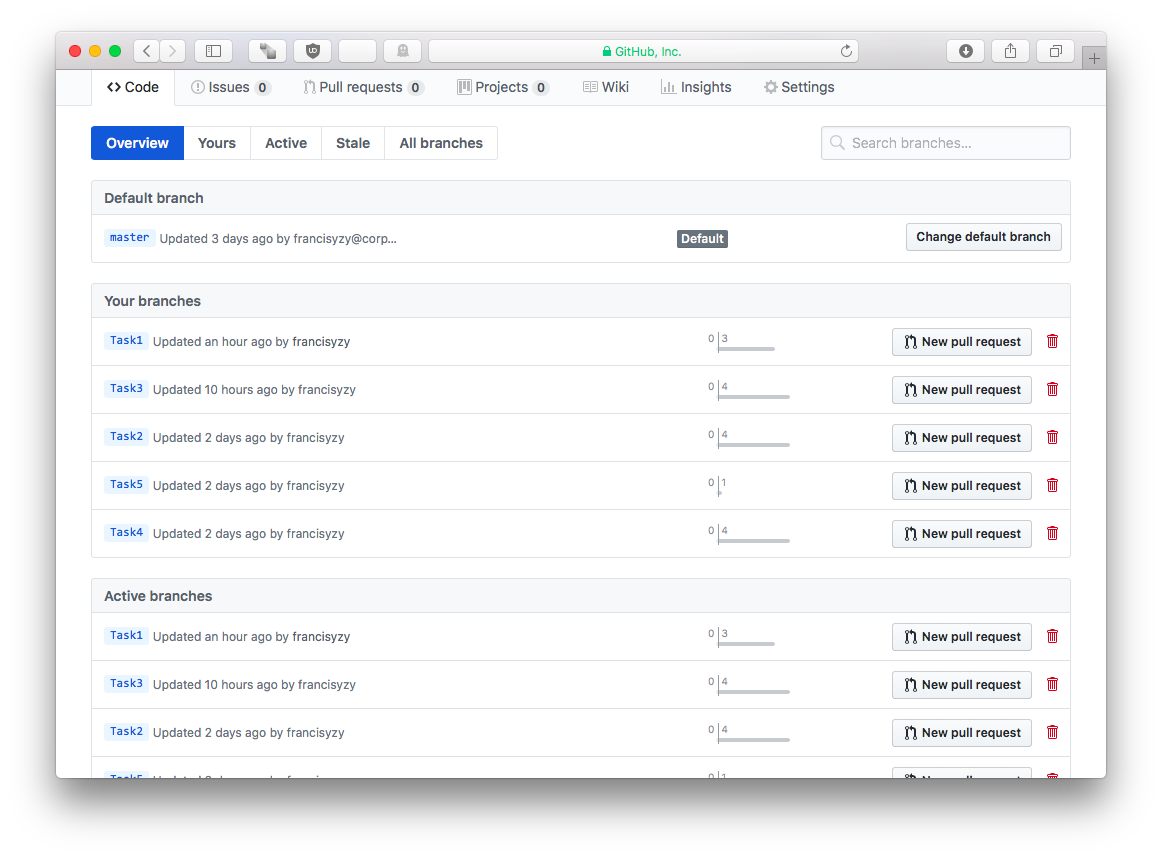 GitHub, Inc.
Code Issues 0 Pull requests 0 Projects 0 Wiki Insights Settings
Overview Yours Active Stale All branches Search branches...
Default branch
master Updated 3 days ago by francisyzy@corp... Default Change default branch
Your branches
Task1 Updated an hour ago by francisyzy 0 3 New pull request
Task3 Updated 10 hours ago by francisyzy 0 4 New pull request
Task2 Updated 2 days ago by francisyzy 0 4 New pull request
Task5 Updated 2 days ago by francisyzy 0 1 New pull request
Task4 Updated 2 days ago by francisyzy 0 4 New pull request
Active branches
Task1 Updated an hour ago by francisyzy 0 3 New pull request
Task3 Updated 10 hours ago by francisyzy 0 4 New pull request
Task2 Updated 2 days ago by francisyzy 0 4 New pull request